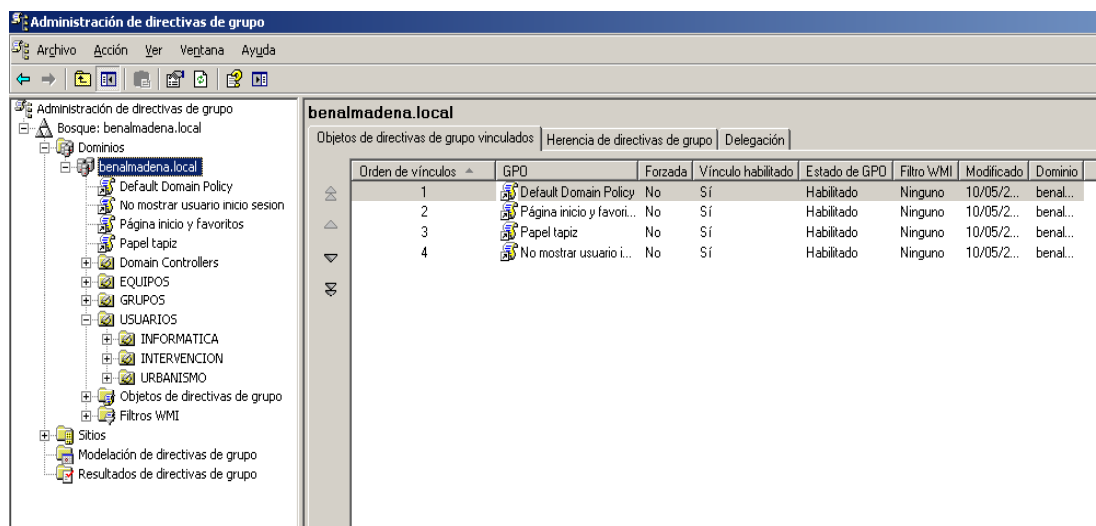 Administración de directivas de grupo
Archivo Acción Ver Ventana Ayuda
Administración de directivas de grupo
Bosque: benalmadena.local
Dominios
benalmadena.local
Default Domain Policy
No mostrar usuario inicio sesion
Página inicio y favoritos
Papel tapiz
Domain Controllers
EQUIPOS
GRUPOS
USUARIOS
INFORMATICA
INTERVENCION
URBANISMO
Objetos de directivas de grupo
Filtros WMI
Sitios
Modelación de directivas de grupo
Resultados de directivas de grupo
benalmadena.local
Objetos de directivas de grupo vinculados Herencia de directivas de grupo Delegación
Orden de vínculos GPO Forzada Vínculo habilitado Estado de GPO Filtro WMI Modificado Dominio
1 Default Domain Policy No Sí Habilitado Ninguno 10/05/2... benal...
2 Página inicio y favori... No Sí Habilitado Ninguno 10/05/2... benal...
3 Papel tapiz No Sí Habilitado Ninguno 10/05/2... benal...
4 No mostrar usuario i... No Sí Habilitado Ninguno 10/05/2... benal...